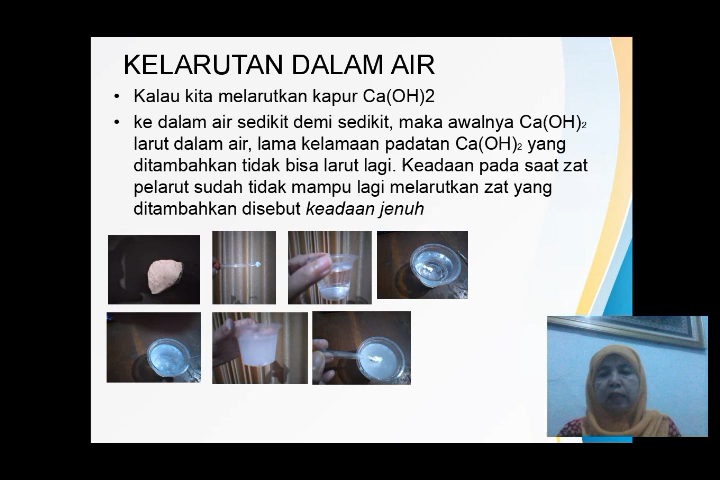 KELARUTAN DALAM AIR
• Kalau kita melarutkan kapur Ca(OH)2
• ke dalam air sedikit demi sedikit, maka awalnya Ca(OH)₂
larut dalam air, lama kelamaan padatan Ca(OH)₂ yang
ditambahkan tidak bisa larut lagi. Keadaan pada saat zat
pelarut sudah tidak mampu lagi melarutkan zat yang
ditambahkan disebut keadaan jenuh